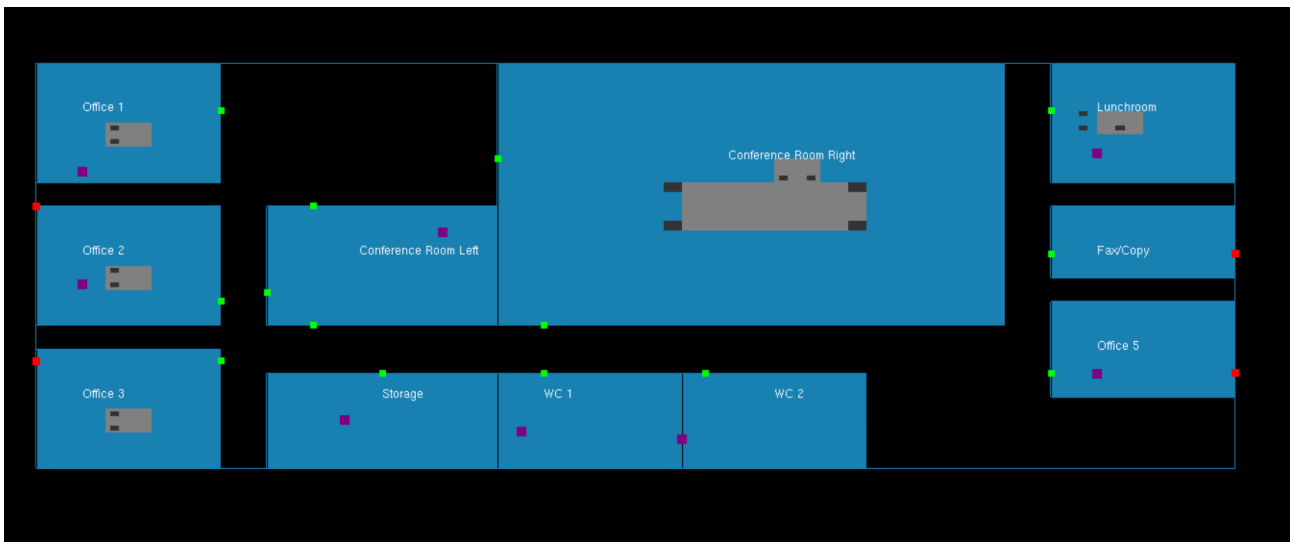 Office 1
Lunchroom
Conference Room Right
Office 2
Conference Room Left
Fax/Copy
Office 5
Office 3
Storage
WC 1
WC 2